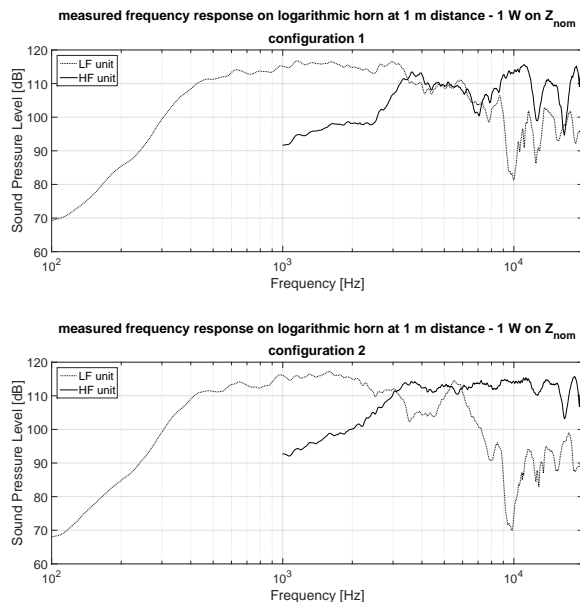 measured frequency response on logarithmic horn at 1 m distance - 1 W on Z_nom
configuration 1
Sound Pressure Level [dB]
120
110
100
90
80
70
60
LF unit
HF unit
10^2
10^3
10^4
Frequency [Hz]
measured frequency response on logarithmic horn at 1 m distance - 1 W on Z_nom
configuration 2
Sound Pressure Level [dB]
120
110
100
90
80
70
60
LF unit
HF unit
10^2
10^3
10^4
Frequency [Hz]